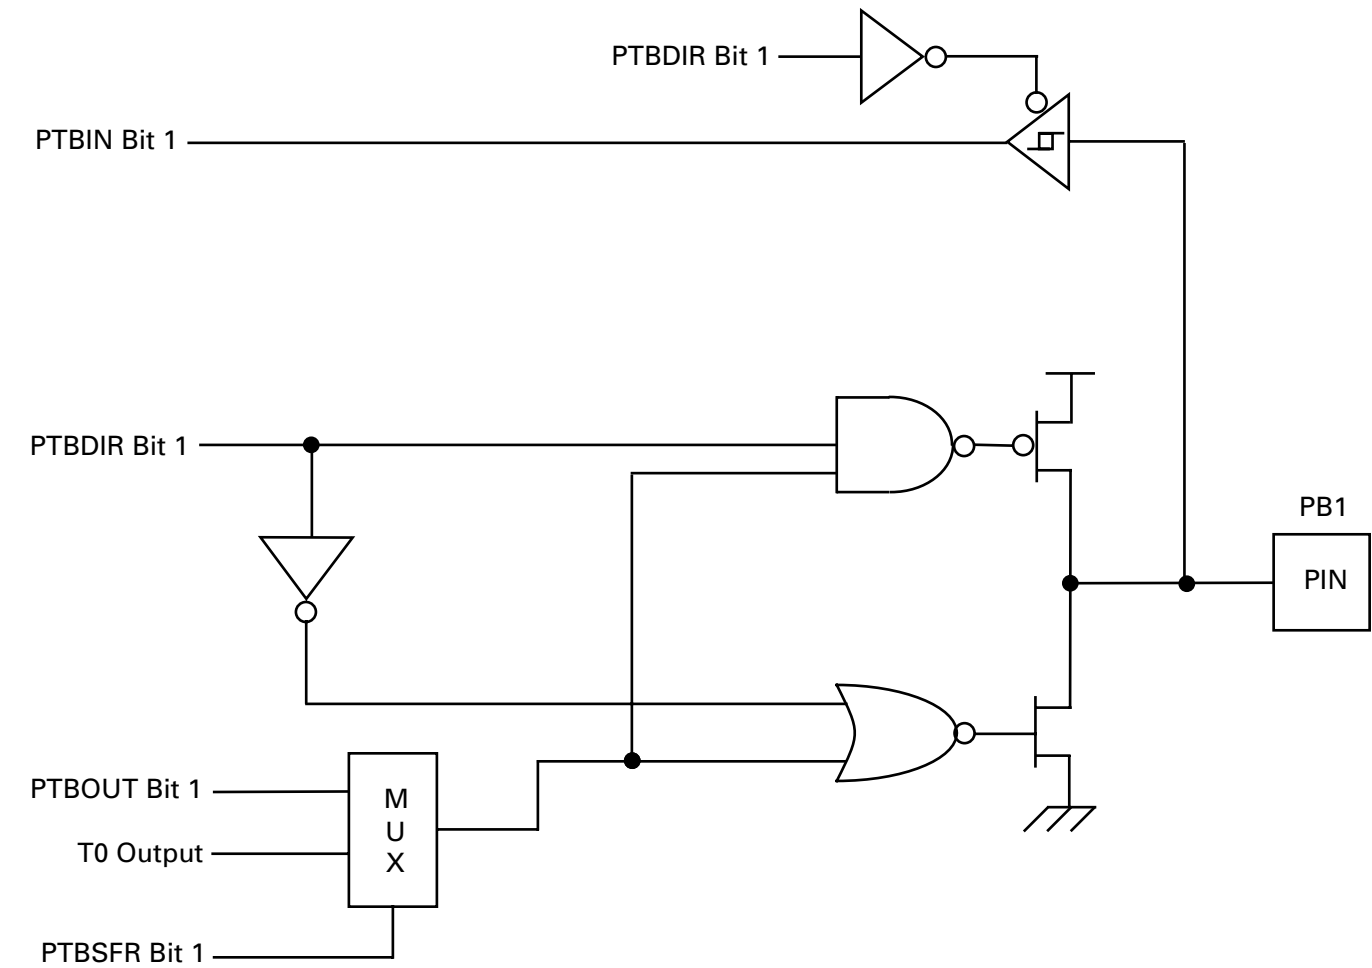 PTBDIR Bit 1
PTBIN Bit 1
PTBDIR Bit 1
PB1
PIN
PTBOUT Bit 1
M
U
X
T0 Output
PTBSFR Bit 1